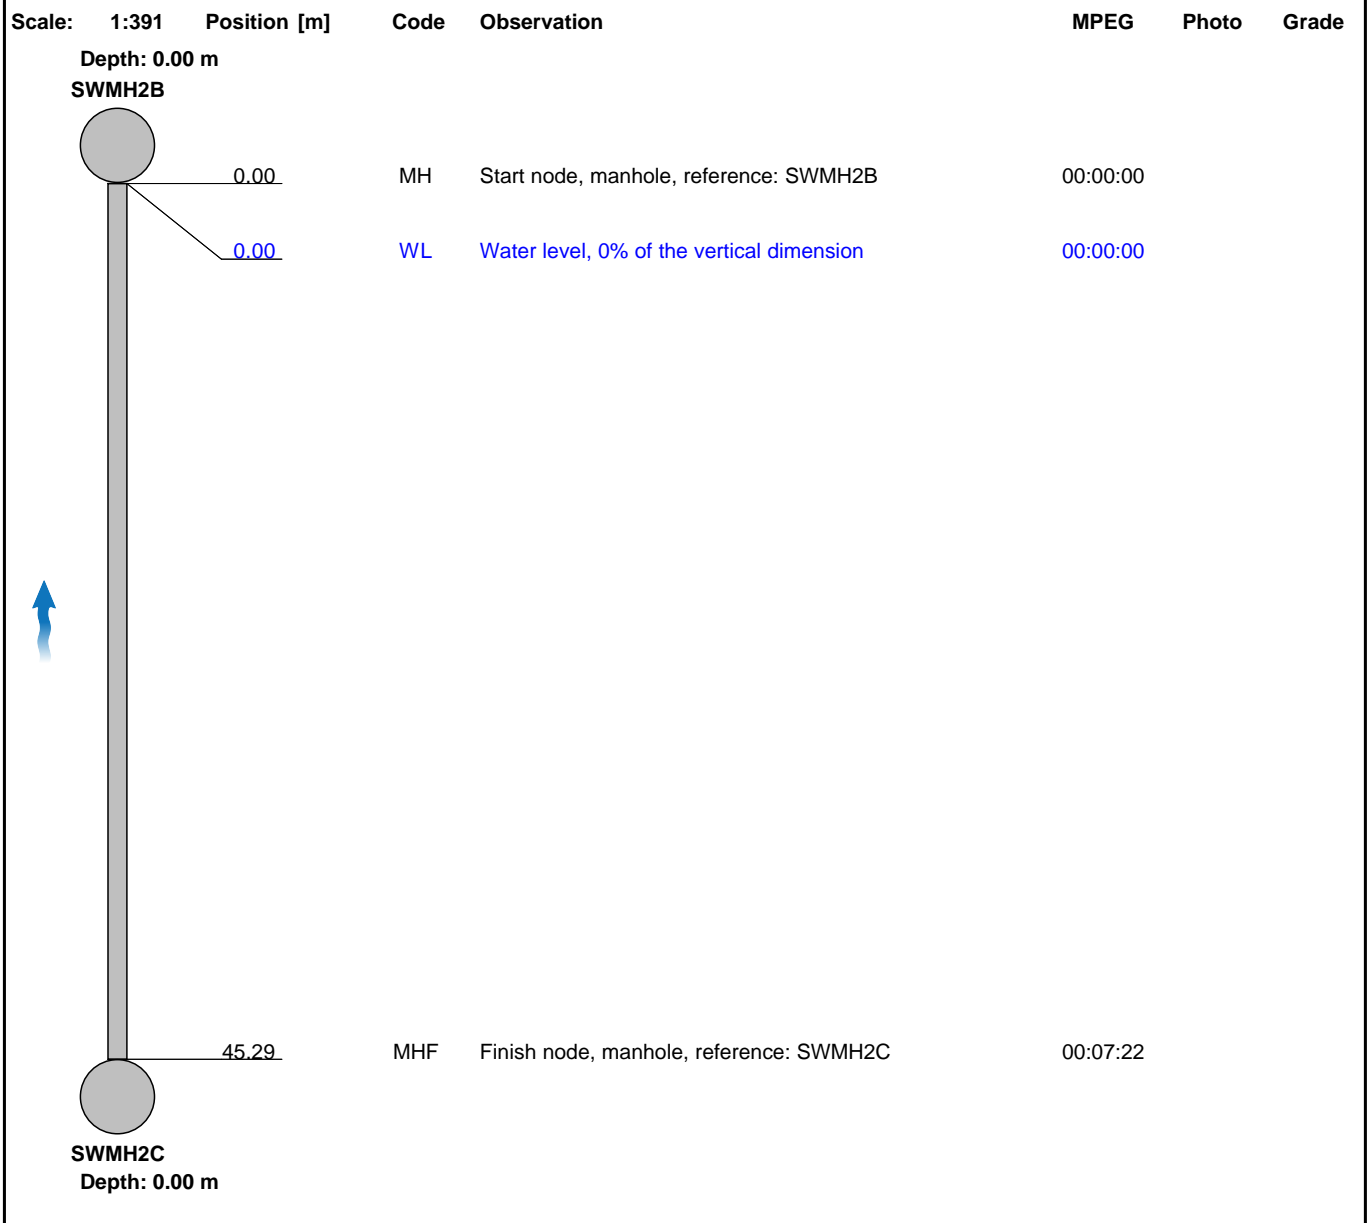 Scale: 1:391 Position [m] Code Observation MPEG Photo Grade
Depth: 0.00 m
SWMH2B
0.00 MH Start node, manhole, reference: SWMH2B 00:00:00
0.00 WL Water level, 0% of the vertical dimension 00:00:00
45.29 MHF Finish node, manhole, reference: SWMH2C 00:07:22
SWMH2C
Depth: 0.00 m